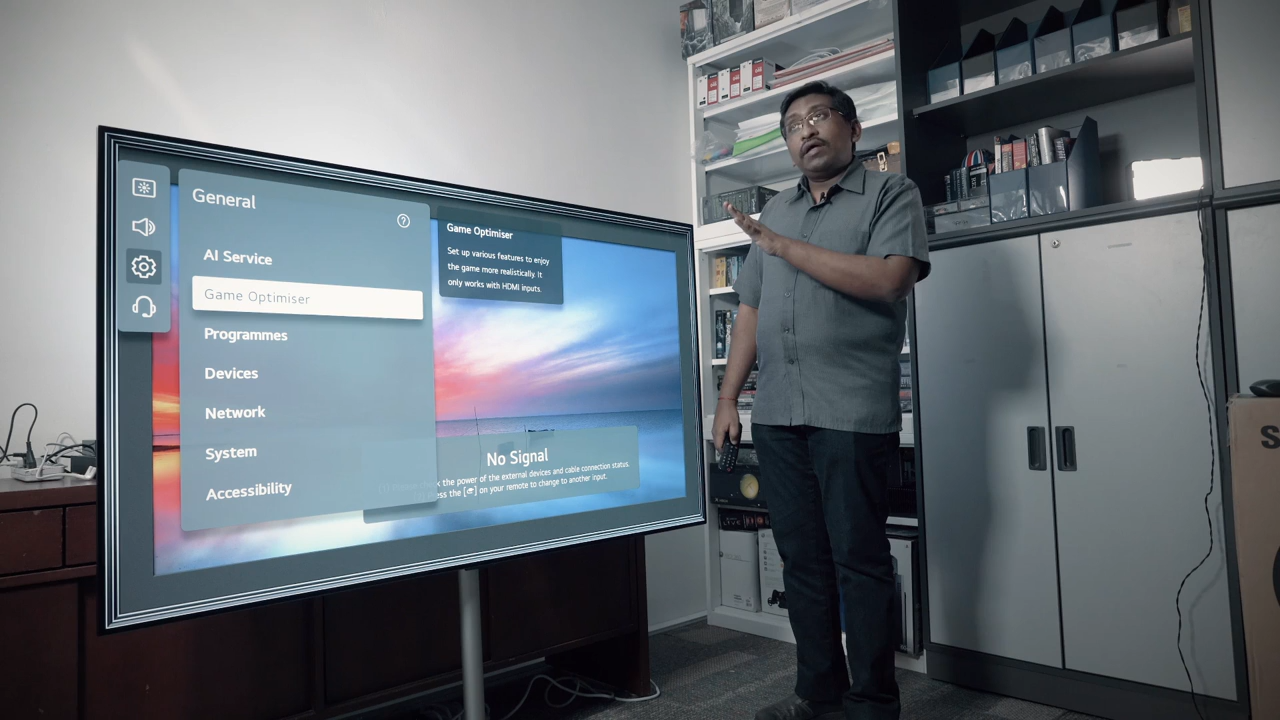 General
?
AI Service
Game Optimiser
Programmes
Devices
Network
System
Accessibility
Game Optimiser
Set up various features to enjoy
the game more realistically. It
only works with HDMI inputs.
No Signal
check the power of the external devices and cable connection status.
press the [ ] on your remote to change to another input.
S